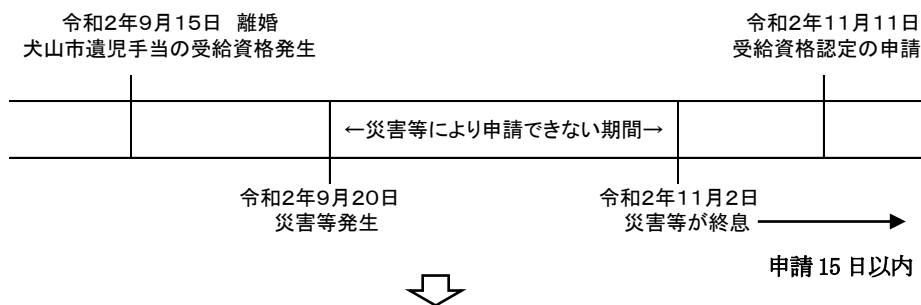 令和2年9月15日　離婚
犬山市遺児手当の受給資格発生
令和2年11月11日
受給資格認定の申請
←災害等により申請できない期間→
令和2年9月20日
災害等発生
令和2年11月2日
災害等が終息
申請15日以内